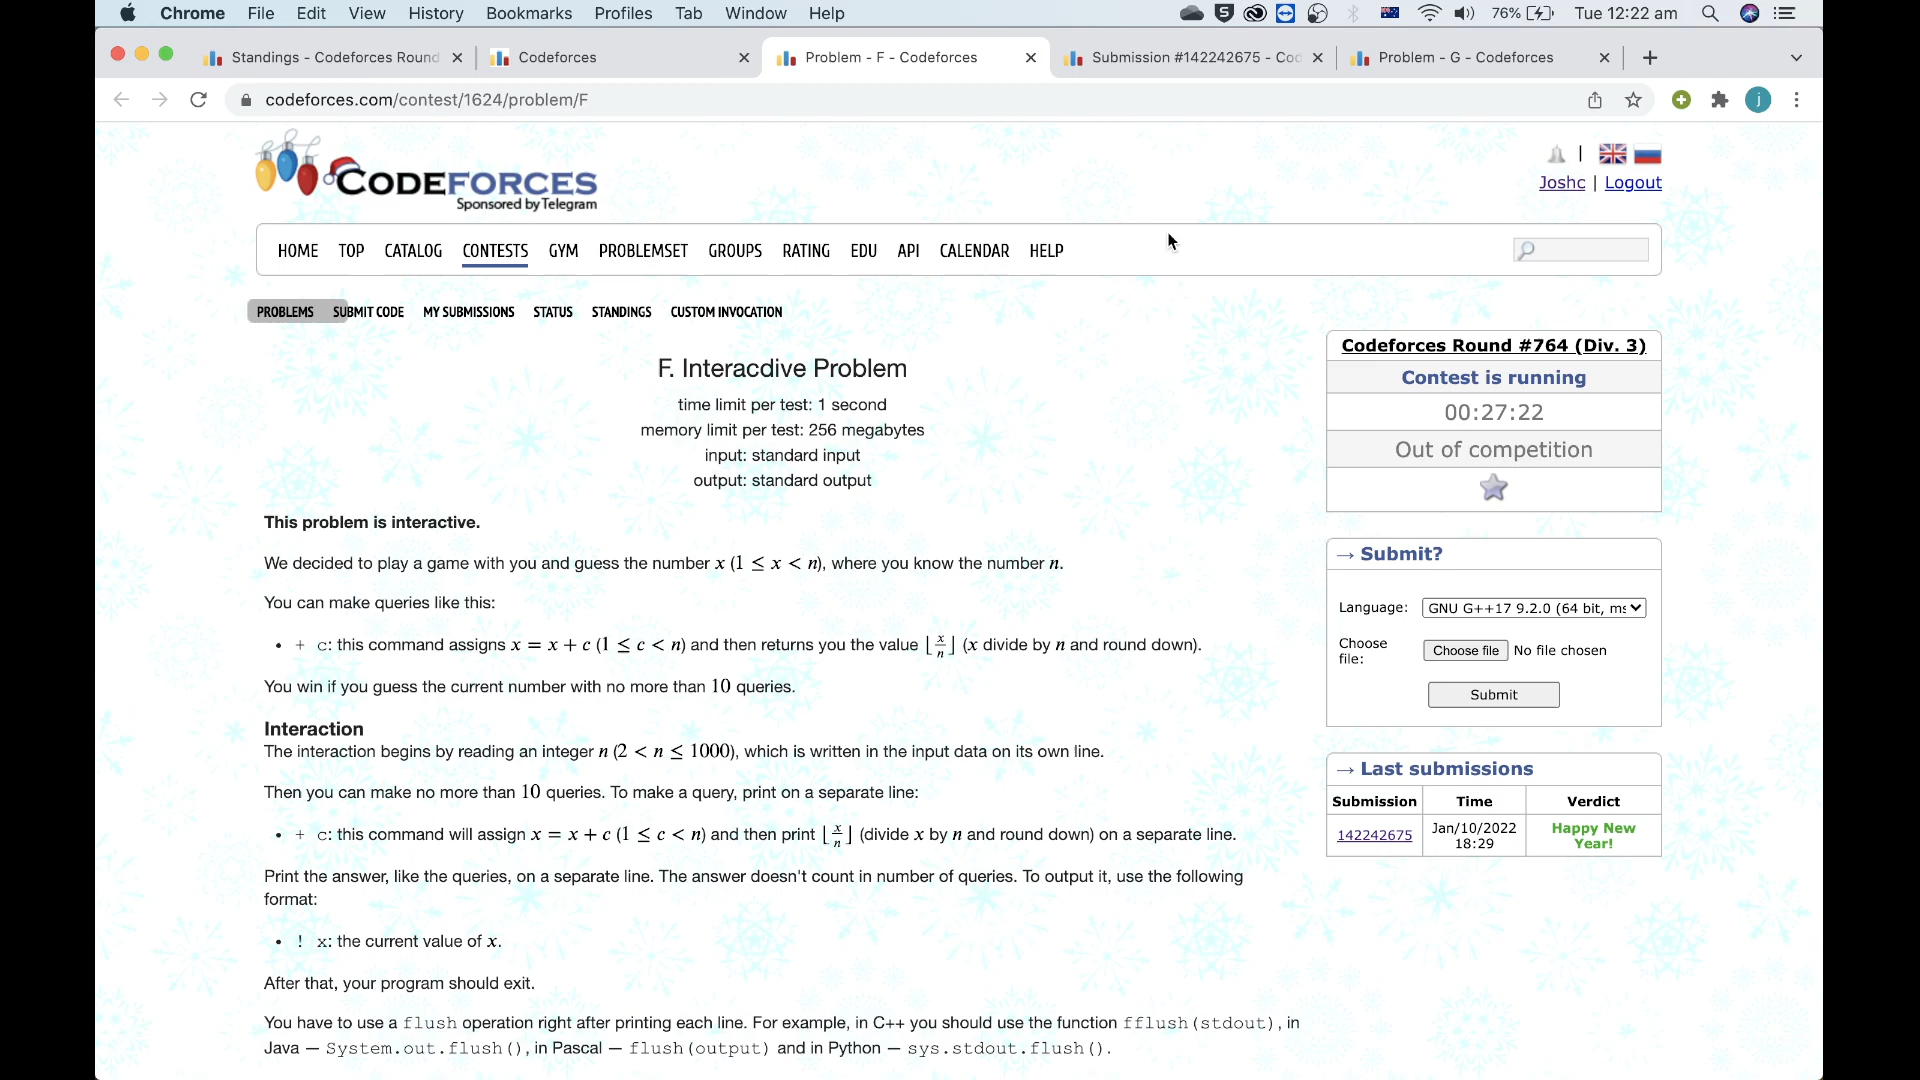 Chrome File Edit View History Bookmarks Profiles Tab Window Help 76% Tue 12:22 am
Standings - Codeforces Round Codeforces Problem - F - Codeforces Submission #142242675 - Cod Problem - G - Codeforces
codeforces.com/contest/1624/problem/F j
CODEFORCES
Sponsored by Telegram
Joshc | Logout
HOME TOP CATALOG CONTESTS GYM PROBLEMSET GROUPS RATING EDU API CALENDAR HELP
PROBLEMS SUBMIT CODE MY SUBMISSIONS STATUS STANDINGS CUSTOM INVOCATION
F. Interacdive Problem
time limit per test: 1 second
memory limit per test: 256 megabytes
input: standard input
output: standard output
This problem is interactive.
We decided to play a game with you and guess the number x (1 ≤ x < n), where you know the number n.
You can make queries like this:
• + c: this command assigns x = x + c (1 ≤ c < n) and then returns you the value ⌊x/n⌋ (x divide by n and round down).
You win if you guess the current number with no more than 10 queries.
Interaction
The interaction begins by reading an integer n (2 < n ≤ 1000), which is written in the input data on its own line.
Then you can make no more than 10 queries. To make a query, print on a separate line:
• + c: this command will assign x = x + c (1 ≤ c < n) and then print ⌊x/n⌋ (divide x by n and round down) on a separate line.
Print the answer, like the queries, on a separate line. The answer doesn't count in number of queries. To output it, use the following
format:
• ! x: the current value of x.
After that, your program should exit.
You have to use a flush operation right after printing each line. For example, in C++ you should use the function fflush(stdout), in
Java — System.out.flush(), in Pascal — flush(output) and in Python — sys.stdout.flush().
Codeforces Round #764 (Div. 3)
Contest is running
00:27:22
Out of competition
→ Submit?
Language: GNU G++17 9.2.0 (64 bit, ms
Choose
file: Choose file No file chosen
Submit
→ Last submissions
Submission Time Verdict
142242675 Jan/10/2022
18:29 Happy New
Year!